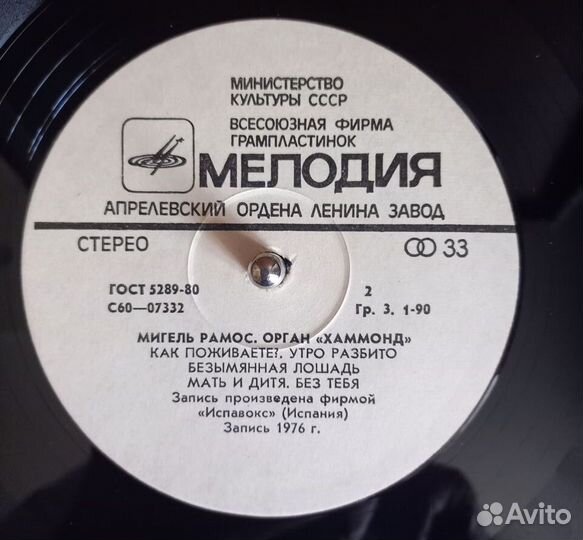 МИНИСТЕРСТВО
КУЛЬТУРЫ СССР
ВСЕСОЮЗНАЯ ФИРМА
ГРАМПЛАСТИНОК
МЕЛОДИЯ
АПРЕЛЕВСКИЙ ОРДЕНА ЛЕНИНА ЗАВОД
СТЕРЕО 33
ГОСТ 5289-80 2
С60—07332 Гр. 3. 1-90
МИГЕЛЬ РАМОС. ОРГАН «ХАММОНД»
КАК ПОЖИВАЕТЕ?. УТРО РАЗБИТО
БЕЗЫМЯННАЯ ЛОШАДЬ
МАТЬ И ДИТЯ. БЕЗ ТЕБЯ
Запись произведена фирмой
«Испавокс» (Испания)
Запись 1976 г.
Avito